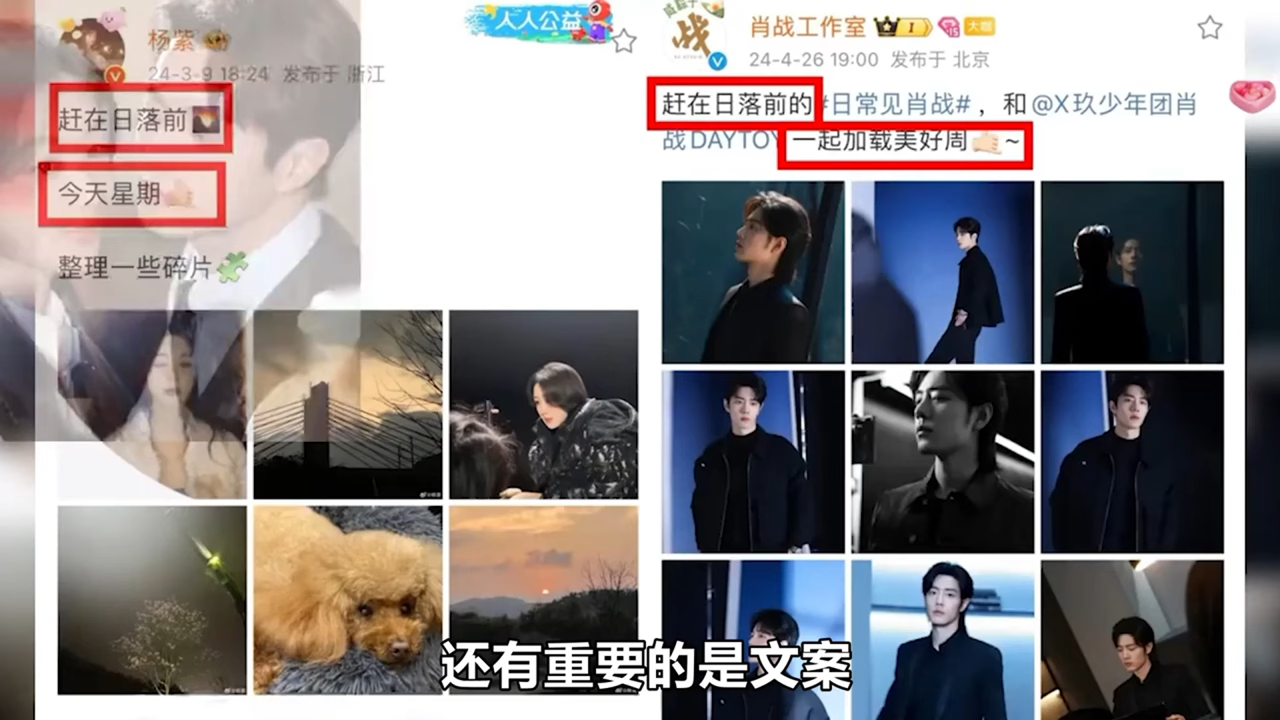 杨紫
24-3-9 18:24 发布于 浙江
赶在日落前
今天星期
整理一些碎片
人人公益
战
肖战工作室
I
15
大咖
24-4-26 19:00 发布于 北京
赶在日落前的#日常见肖战#，和@X玖少年团肖
战DAYTOY 一起加载美好周~
还有重要的是文案